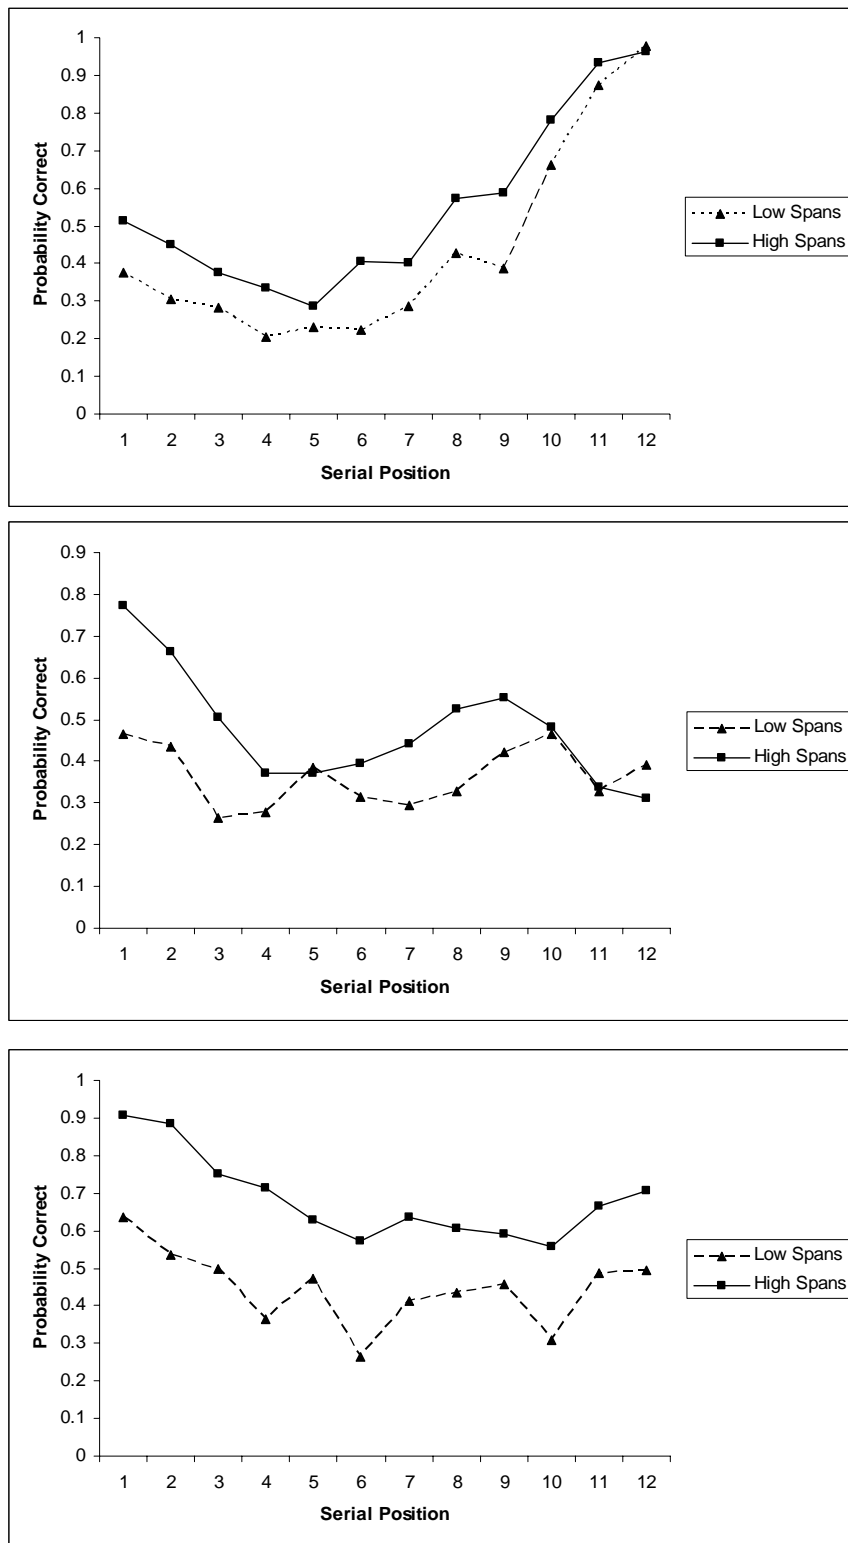 1
0.9
0.8
0.7
0.6
0.5
0.4
0.3
0.2
0.1
0
Probability Correct
1 2 3 4 5 6 7 8 9 10 11 12
Serial Position
Low Spans
High Spans
0.9
0.8
0.7
0.6
0.5
0.4
0.3
0.2
0.1
0
Probability Correct
1 2 3 4 5 6 7 8 9 10 11 12
Serial Position
Low Spans
High Spans
1
0.9
0.8
0.7
0.6
0.5
0.4
0.3
0.2
0.1
0
Probability Correct
1 2 3 4 5 6 7 8 9 10 11 12
Serial Position
Low Spans
High Spans